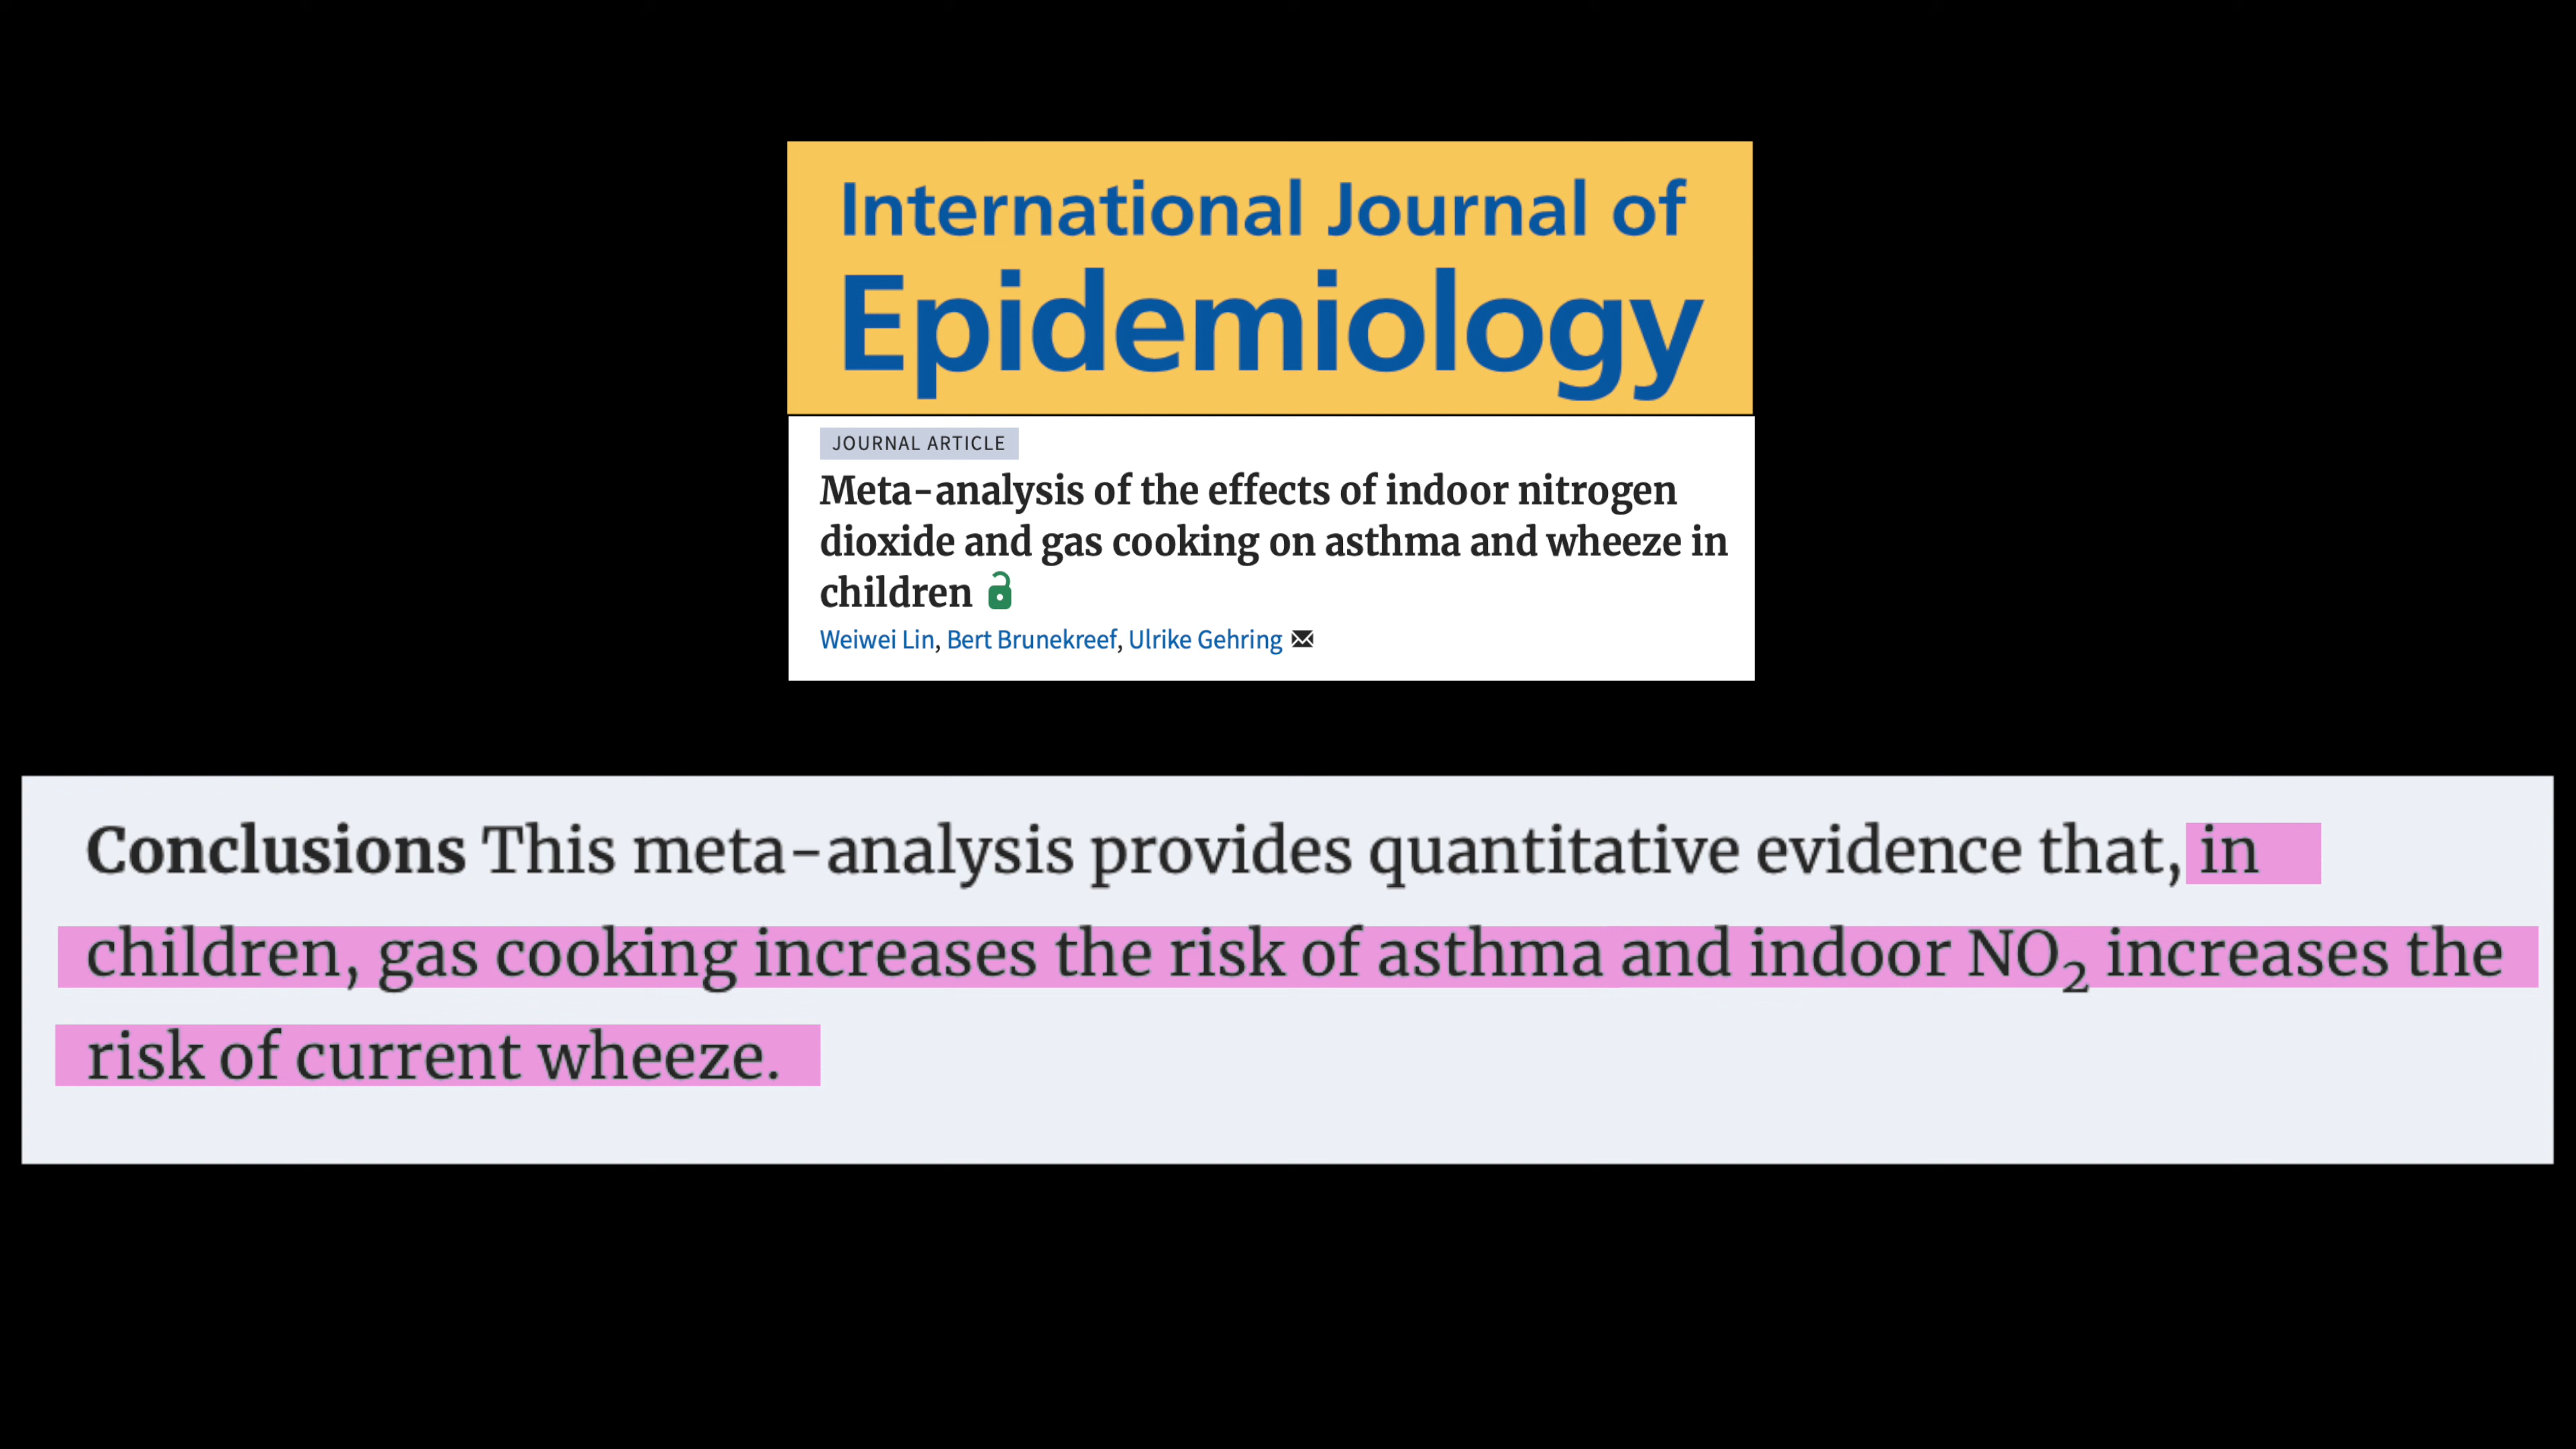 International Journal of
Epidemiology
JOURNAL ARTICLE
Meta-analysis of the effects of indoor nitrogen
dioxide and gas cooking on asthma and wheeze in
children
Weiwei Lin, Bert Brunekreef, Ulrike Gehring
Conclusions This meta-analysis provides quantitative evidence that, in
children, gas cooking increases the risk of asthma and indoor NO₂ increases the
risk of current wheeze.